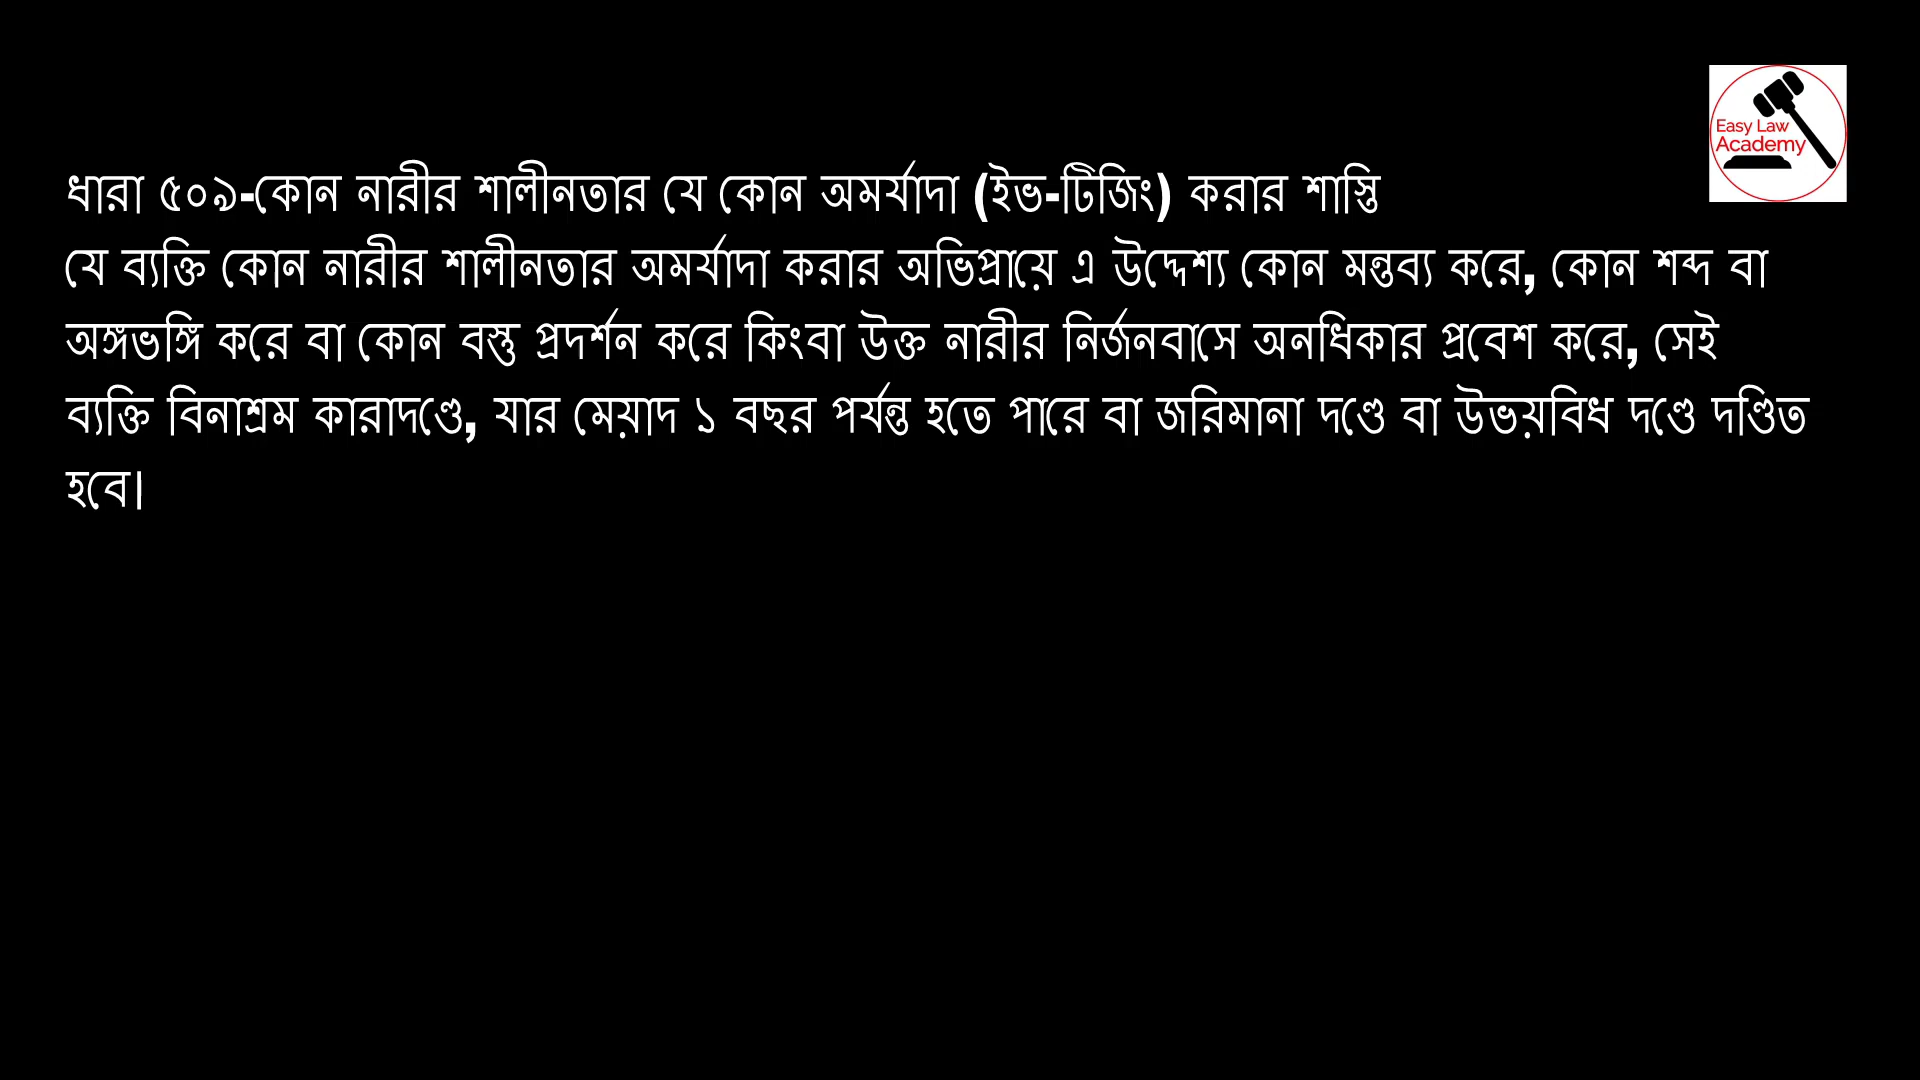 Easy Law
Academy
ধারা ৫০৯-কোন নারীর শালীনতার যে কোন অমর্যাদা (ইভ-টিজিং) করার শাস্তি
যে ব্যক্তি কোন নারীর শালীনতার অমর্যাদা করার অভিপ্রায়ে এ উদ্দেশ্য কোন মন্তব্য করে, কোন শব্দ বা
অঙ্গভঙ্গি করে বা কোন বস্তু প্রদর্শন করে কিংবা উক্ত নারীর নির্জনবাসে অনধিকার প্রবেশ করে, সেই
ব্যক্তি বিনাশ্রম কারাদণ্ডে, যার মেয়াদ ১ বছর পর্যন্ত হতে পারে বা জরিমানা দণ্ডে বা উভয়বিধ দণ্ডে দণ্ডিত
হবে।